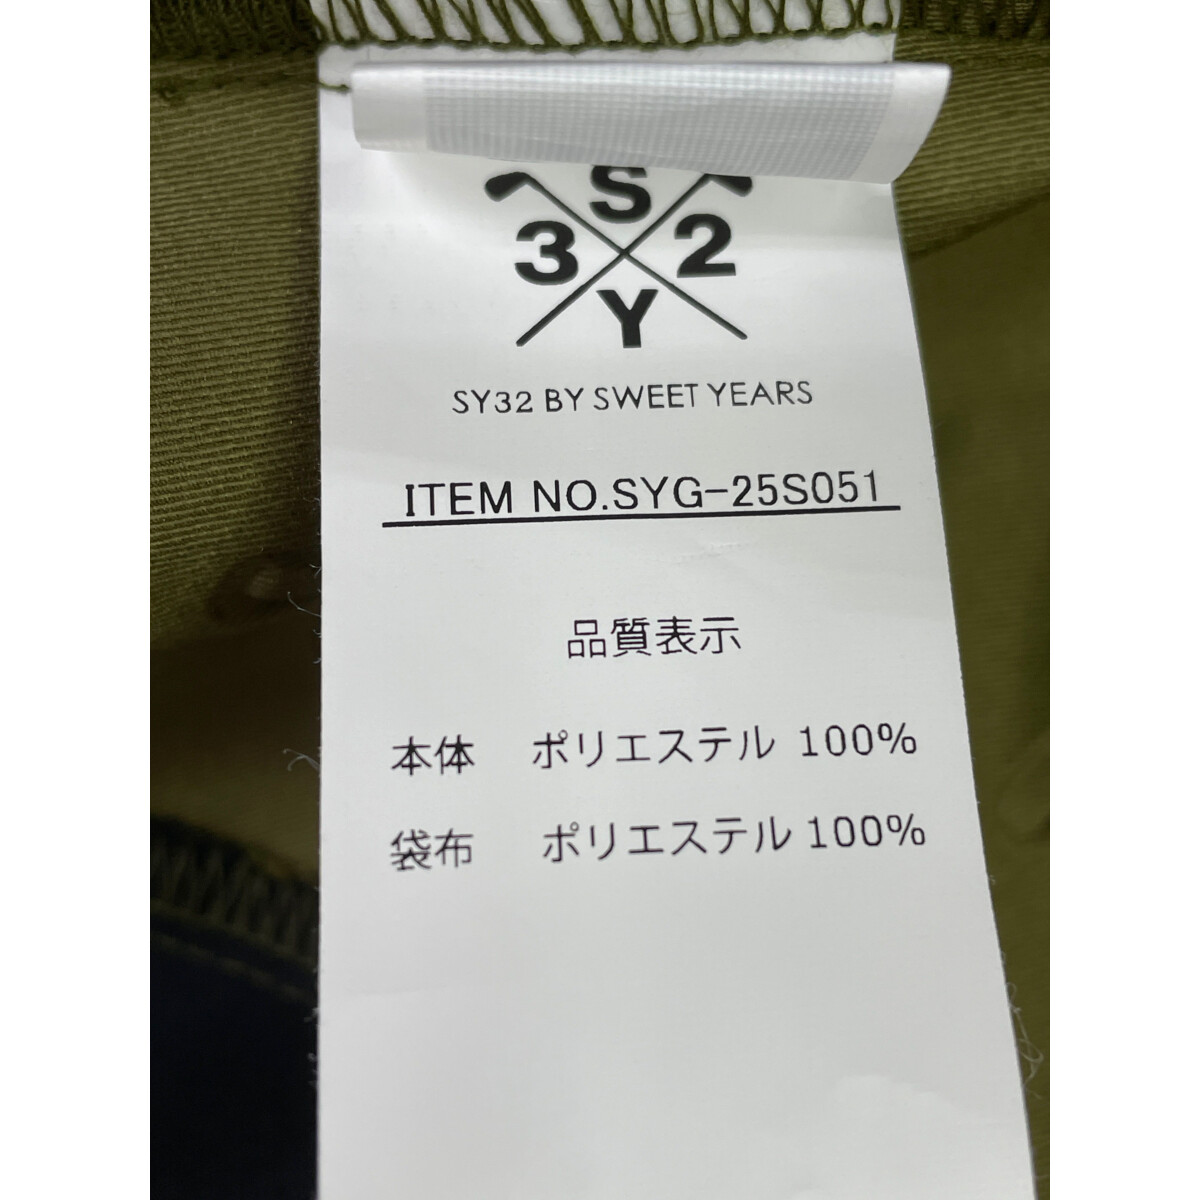 S
3 2
Y
SY32 BY SWEET YEARS
ITEM NO.SYG-25S051
品質表示
本体 ポリエステル 100%
袋布 ポリエステル 100%